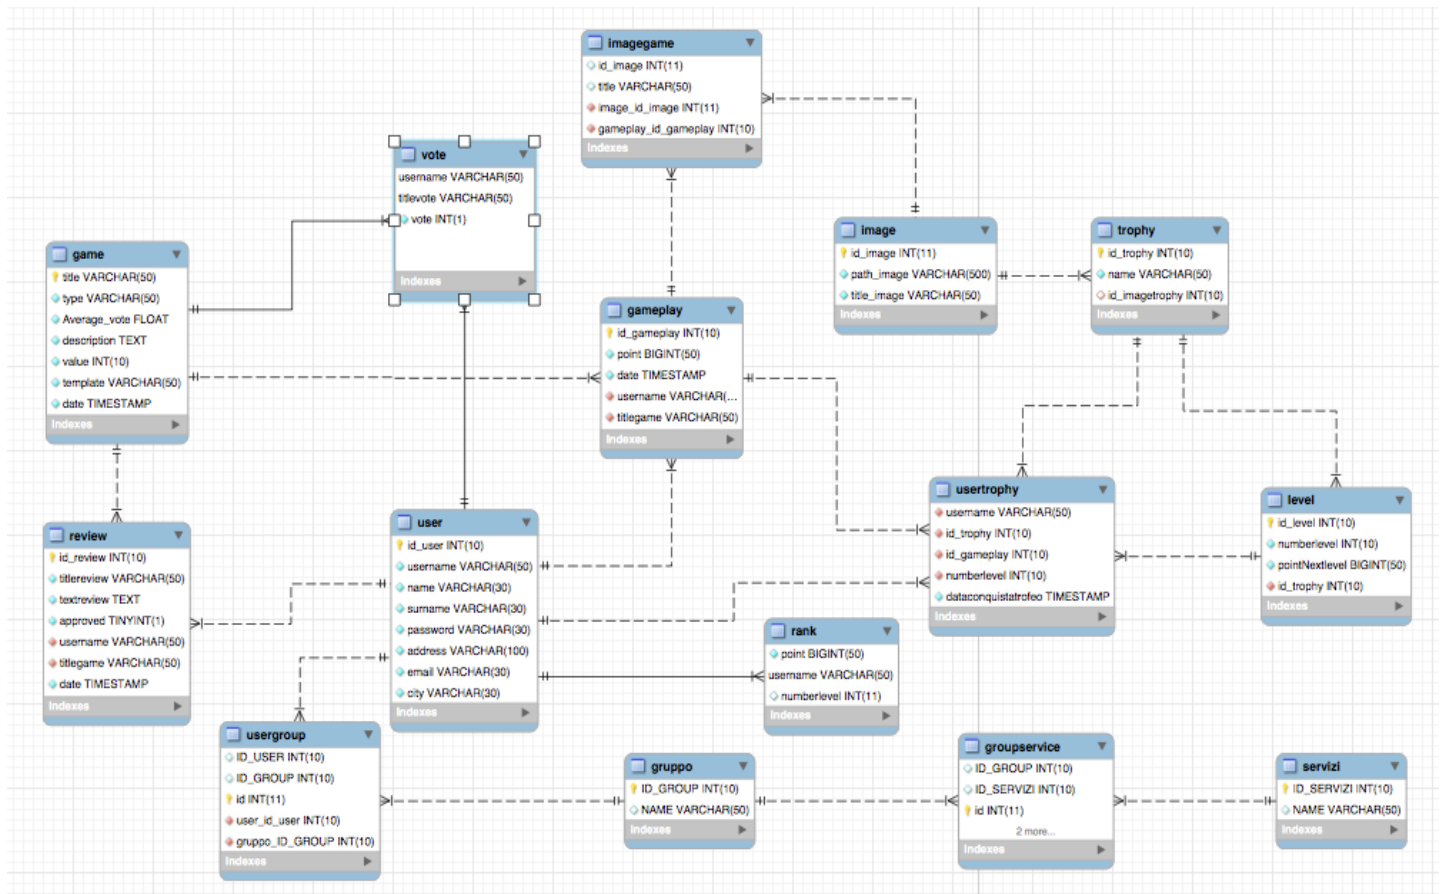 imagegame
id_image INT(11)
title VARCHAR(50)
image_id_image INT(11)
gameplay_id_gameplay INT(10)
Indexes
vote
username VARCHAR(50)
titlevote VARCHAR(50)
vote INT(1)
Indexes
game
title VARCHAR(50)
type VARCHAR(50)
Average_vote FLOAT
description TEXT
value INT(10)
template VARCHAR(50)
date TIMESTAMP
Indexes
image
id_image INT(11)
path_image VARCHAR(500)
title_image VARCHAR(50)
Indexes
trophy
id_trophy INT(10)
name VARCHAR(50)
id_imagetrophy INT(10)
Indexes
gameplay
id_gameplay INT(10)
point BIGINT(50)
date TIMESTAMP
username VARCHAR(...
titlegame VARCHAR(50)
Indexes
review
id_review INT(10)
titlereview VARCHAR(50)
textreview TEXT
approved TINYINT(1)
username VARCHAR(50)
titlegame VARCHAR(50)
date TIMESTAMP
Indexes
user
id_user INT(10)
username VARCHAR(50)
name VARCHAR(30)
surname VARCHAR(30)
password VARCHAR(30)
address VARCHAR(100)
email VARCHAR(30)
city VARCHAR(30)
Indexes
usertrophy
username VARCHAR(50)
id_trophy INT(10)
id_gameplay INT(10)
numberlevel INT(10)
dataconquistatrofeo TIMESTAMP
Indexes
level
id_level INT(10)
numberlevel INT(10)
pointNextlevel BIGINT(50)
id_trophy INT(10)
Indexes
rank
point BIGINT(50)
username VARCHAR(50)
numberlevel INT(11)
Indexes
usergroup
ID_USER INT(10)
ID_GROUP INT(10)
id INT(11)
user_id_user INT(10)
gruppo_ID_GROUP INT(10)
Indexes
gruppo
ID_GROUP INT(10)
NAME VARCHAR(50)
Indexes
groupservice
ID_GROUP INT(10)
ID_SERVIZI INT(10)
id INT(11)
2 more...
Indexes
servizi
ID_SERVIZI INT(10)
NAME VARCHAR(50)
Indexes